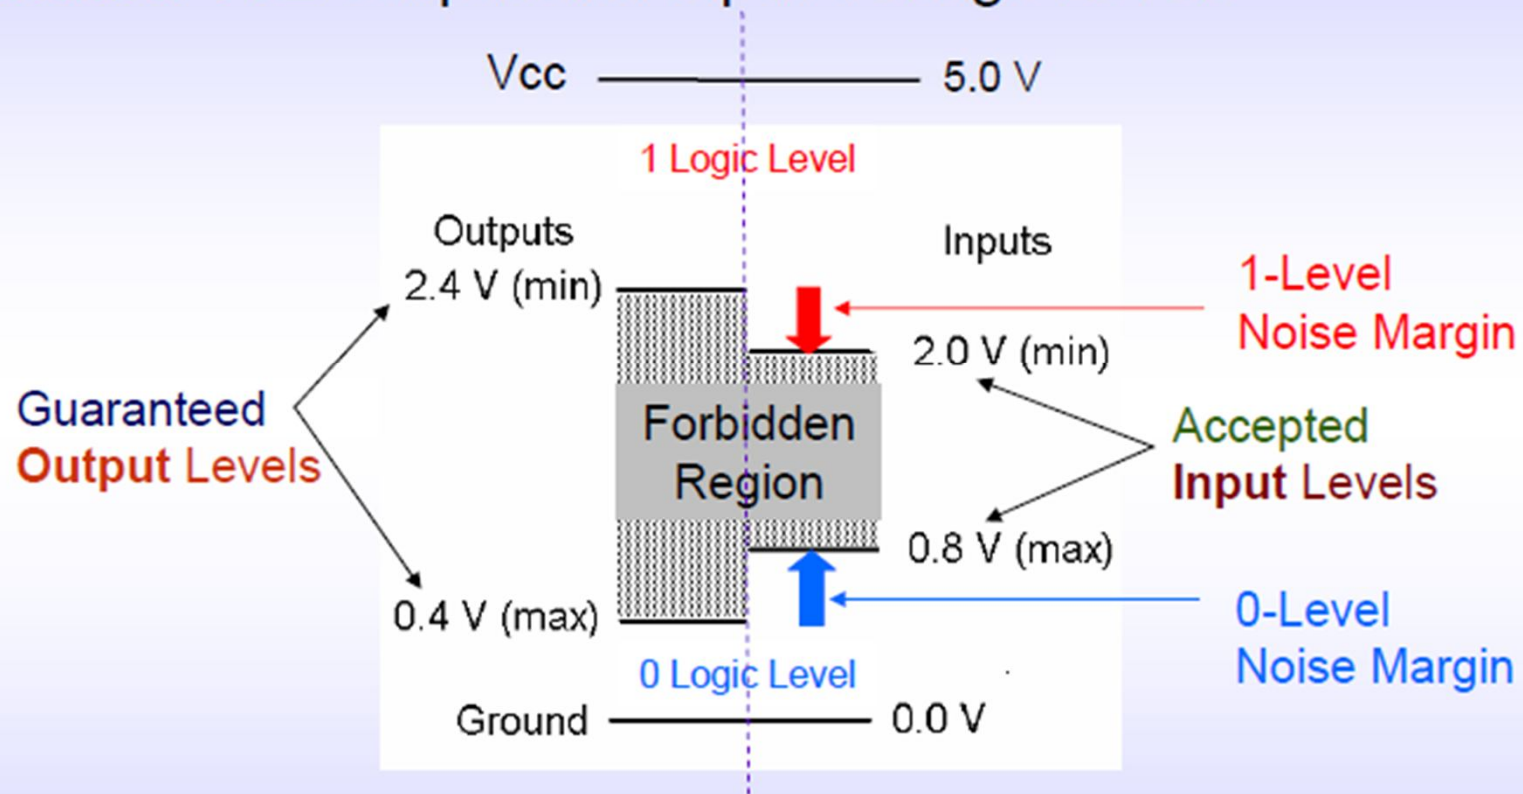 Vcc 5.0 V
1 Logic Level
Outputs
Inputs
2.4 V (min)
1-Level
Noise Margin
2.0 V (min)
Guaranteed
Output Levels
Forbidden
Region
Accepted
Input Levels
0.8 V (max)
0.4 V (max)
0-Level
Noise Margin
0 Logic Level
Ground 0.0 V